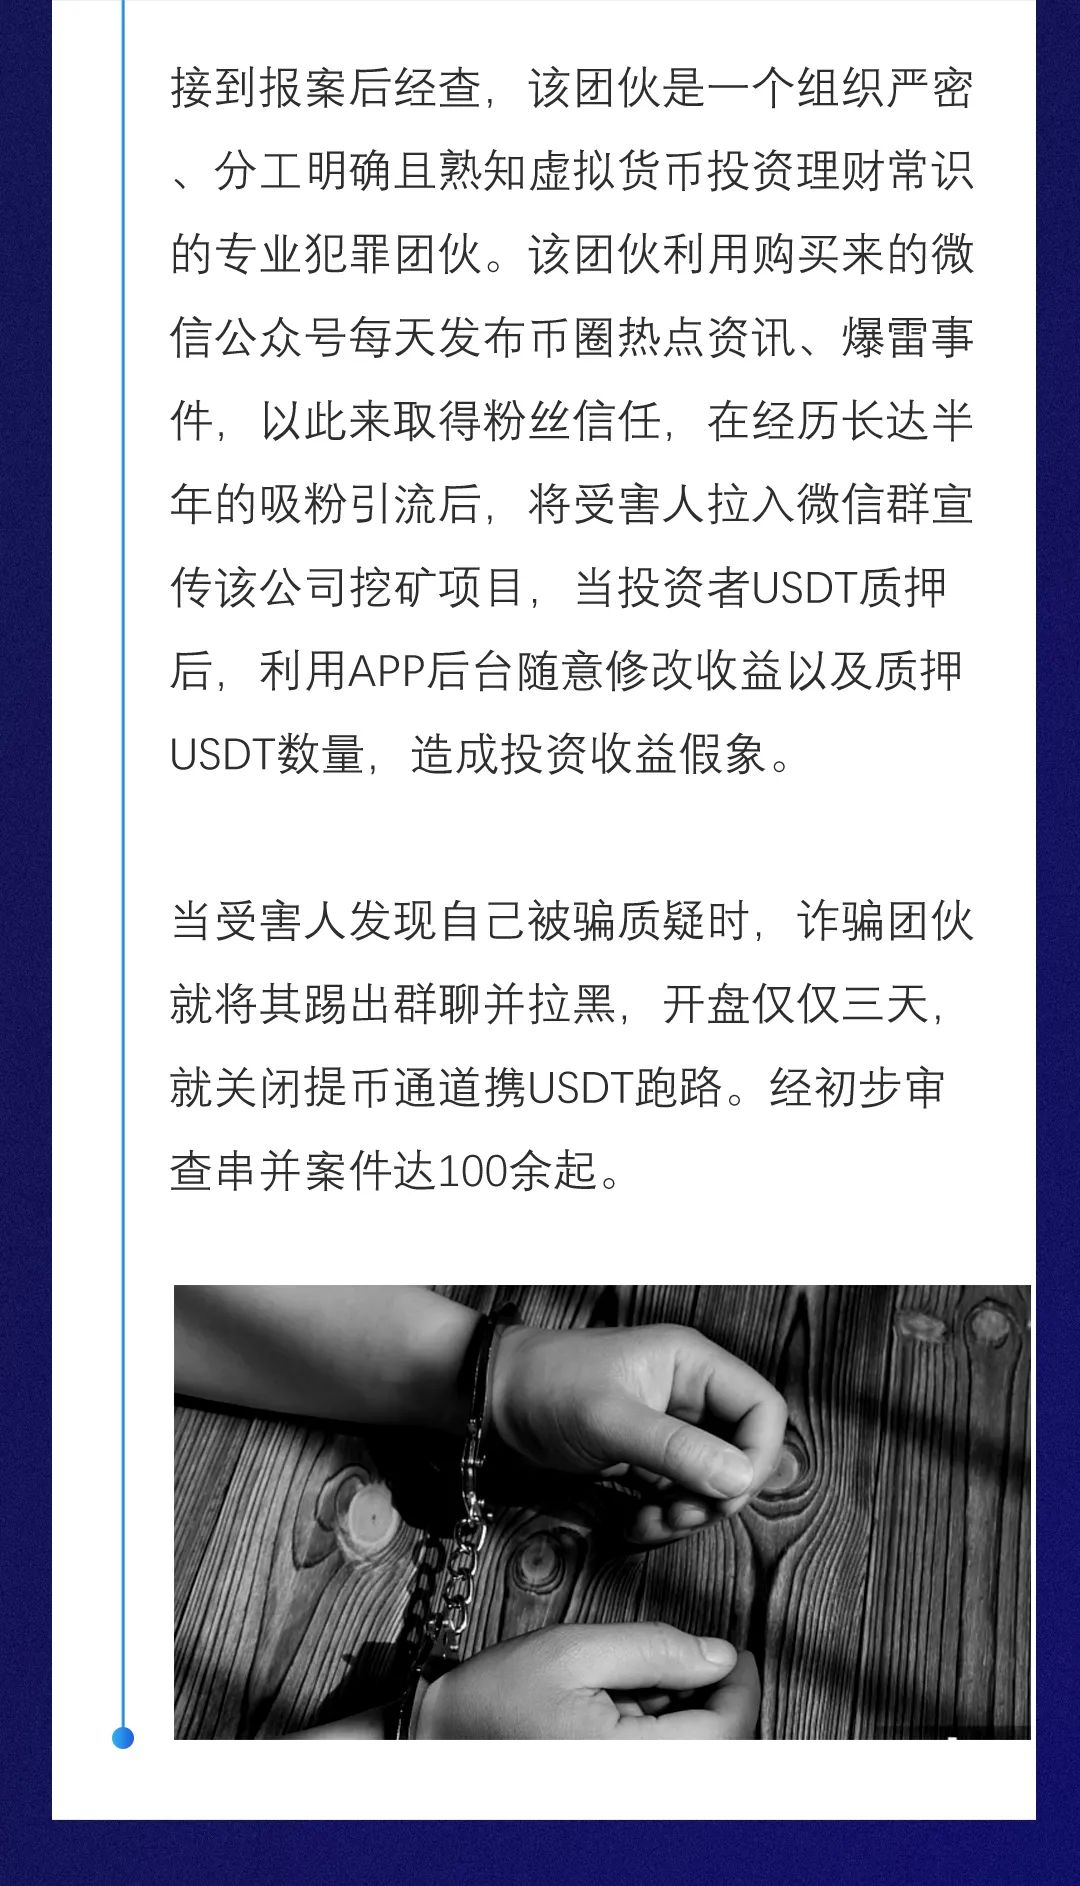 接到报案后经查，该团伙是一个组织严密
、分工明确且熟知虚拟货币投资理财常识
的专业犯罪团伙。该团伙利用购买来的微
信公众号每天发布币圈热点资讯、爆雷事
件，以此来取得粉丝信任，在经历长达半
年的吸粉引流后，将受害人拉入微信群宣
传该公司挖矿项目，当投资者USDT质押
后，利用APP后台随意修改收益以及质押
USDT数量，造成投资收益假象。
当受害人发现自己被骗质疑时，诈骗团伙
就将其踢出群聊并拉黑，开盘仅仅三天，
就关闭提币通道携USDT跑路。经初步审
查串并案件达100余起。